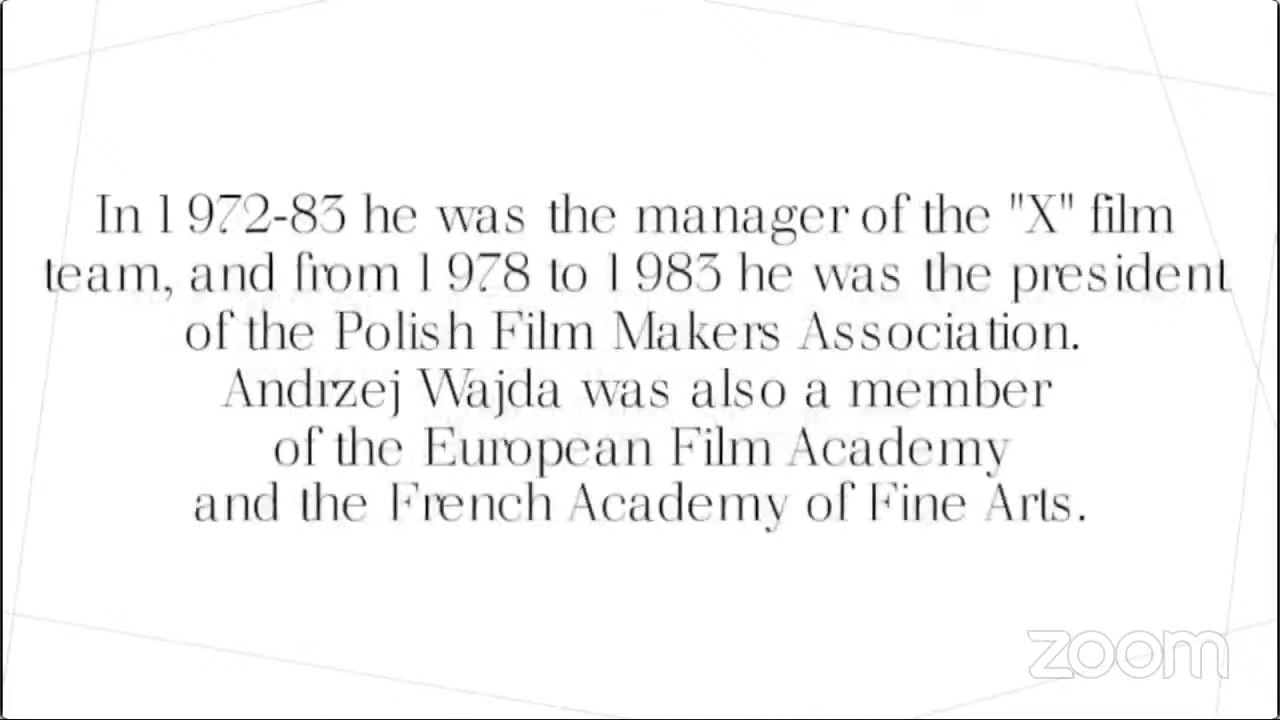 In 1972-83 he was the manager of the "X" film
team, and from 1978 to 1983 he was the president
of the Polish Film Makers Association.
Andrzej Wajda was also a member
of the European Film Academy
and the French Academy of Fine Arts.
zoom